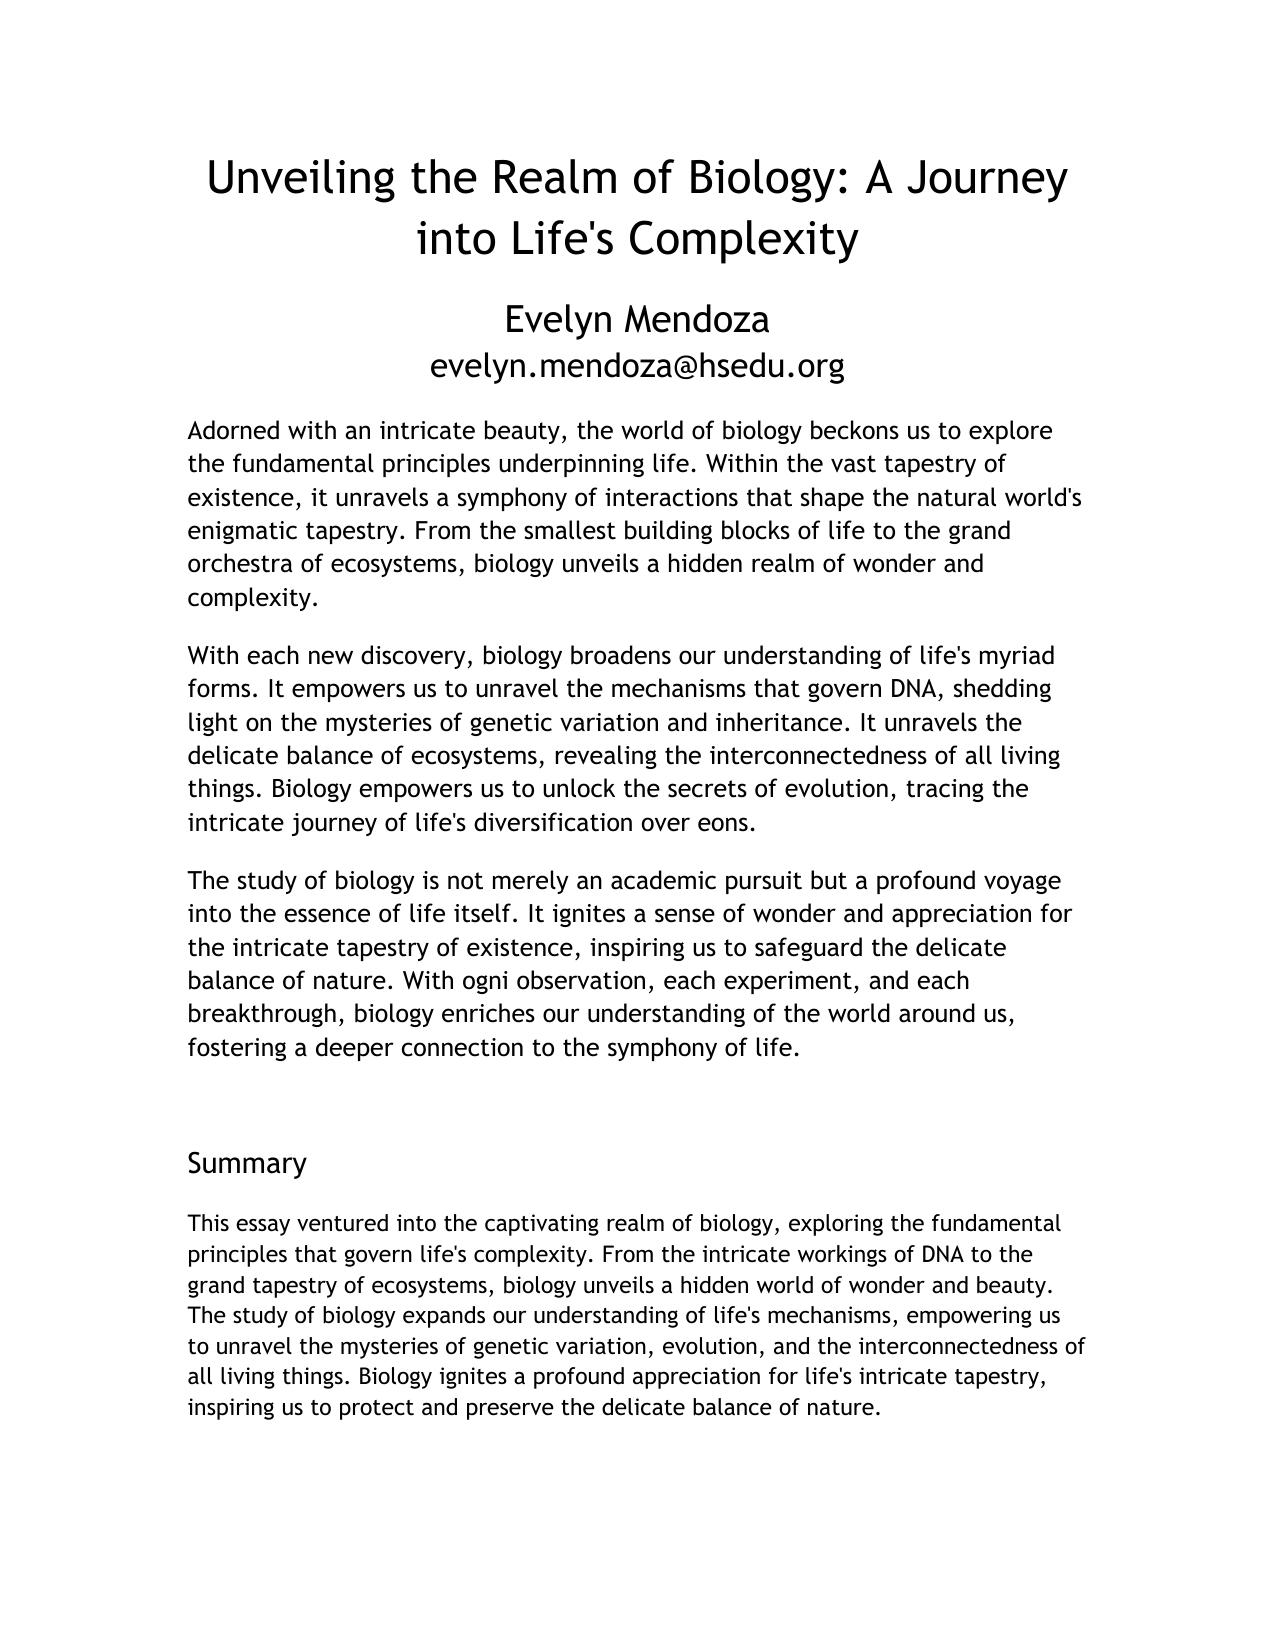 Unveiling the Realm of Biology: A Journey
into Life's Complexity
Evelyn Mendoza
evelyn.mendoza@hsedu.org
Adorned with an intricate beauty, the world of biology beckons us to explore
the fundamental principles underpinning life. Within the vast tapestry of
existence, it unravels a symphony of interactions that shape the natural world's
enigmatic tapestry. From the smallest building blocks of life to the grand
orchestra of ecosystems, biology unveils a hidden realm of wonder and
complexity.
With each new discovery, biology broadens our understanding of life's myriad
forms. It empowers us to unravel the mechanisms that govern DNA, shedding
light on the mysteries of genetic variation and inheritance. It unravels the
delicate balance of ecosystems, revealing the interconnectedness of all living
things. Biology empowers us to unlock the secrets of evolution, tracing the
intricate journey of life's diversification over eons.
The study of biology is not merely an academic pursuit but a profound voyage
into the essence of life itself. It ignites a sense of wonder and appreciation for
the intricate tapestry of existence, inspiring us to safeguard the delicate
balance of nature. With ogni observation, each experiment, and each
breakthrough, biology enriches our understanding of the world around us,
fostering a deeper connection to the symphony of life.
Summary
This essay ventured into the captivating realm of biology, exploring the fundamental
principles that govern life's complexity. From the intricate workings of DNA to the
grand tapestry of ecosystems, biology unveils a hidden world of wonder and beauty.
The study of biology expands our understanding of life's mechanisms, empowering us
to unravel the mysteries of genetic variation, evolution, and the interconnectedness of
all living things. Biology ignites a profound appreciation for life's intricate tapestry,
inspiring us to protect and preserve the delicate balance of nature.